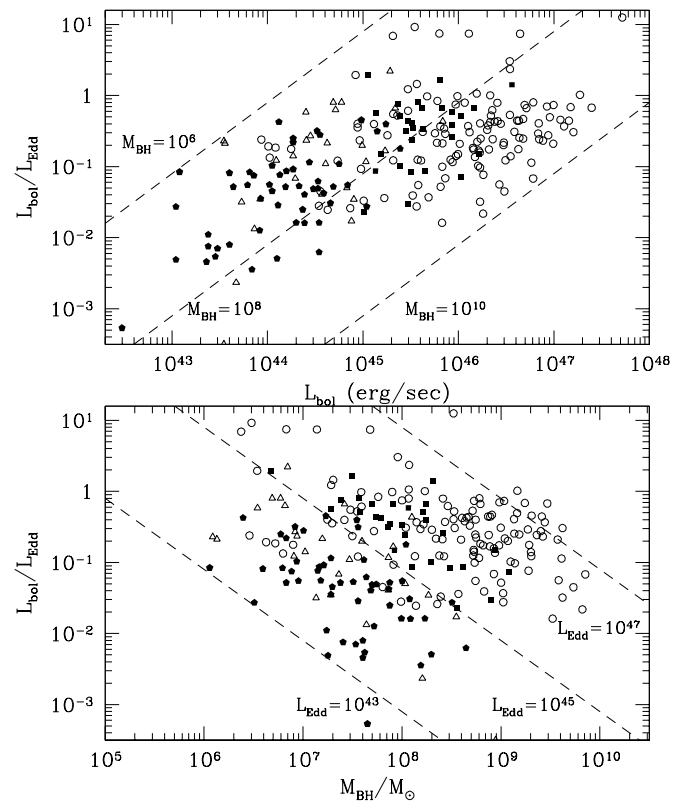 10¹
1
10⁻¹
10⁻²
10⁻³
L_bol/L_Edd
M_BH=10⁶
M_BH=10⁸
M_BH=10¹⁰
10⁴³ 10⁴⁴ 10⁴⁵ 10⁴⁶ 10⁴⁷ 10⁴⁸
L_bol (erg/sec)
10¹
1
10⁻¹
10⁻²
10⁻³
L_bol/L_Edd
L_Edd=10⁴⁷
L_Edd=10⁴³
L_Edd=10⁴⁵
10⁵ 10⁶ 10⁷ 10⁸ 10⁹ 10¹⁰
M_BH/M_⊙